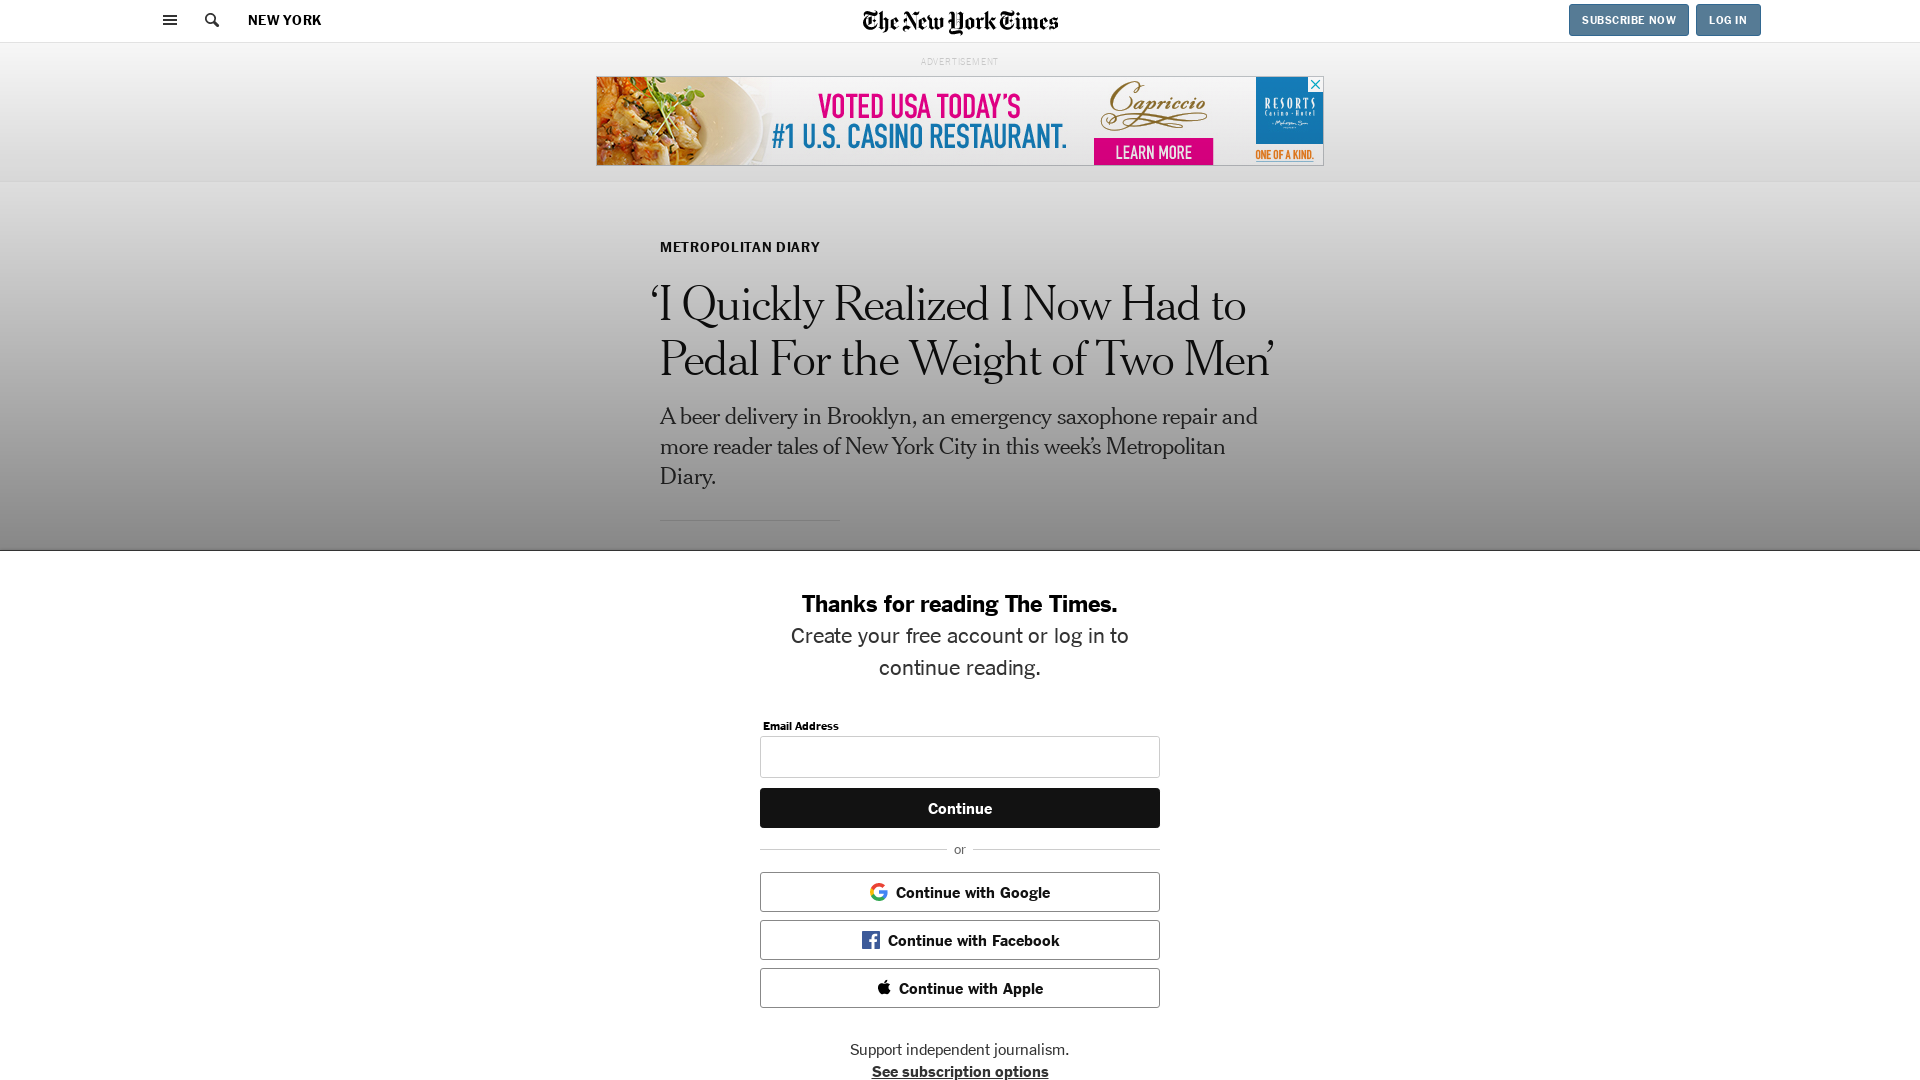 NEW YORK
The New York Times
SUBSCRIBE NOW
LOG IN
ADVERTISEMENT
VOTED USA TODAY'S
#1 U.S. CASINO RESTAURANT.
Capriccio
LEARN MORE
RESORTS
Casino • Hotel
ONE OF A KIND.
METROPOLITAN DIARY
‘I Quickly Realized I Now Had to
Pedal For the Weight of Two Men’
A beer delivery in Brooklyn, an emergency saxophone repair and
more reader tales of New York City in this week’s Metropolitan
Diary.
Thanks for reading The Times.
Create your free account or log in to
continue reading.
Email Address
Continue
or
Continue with Google
Continue with Facebook
Continue with Apple
Support independent journalism.
See subscription options